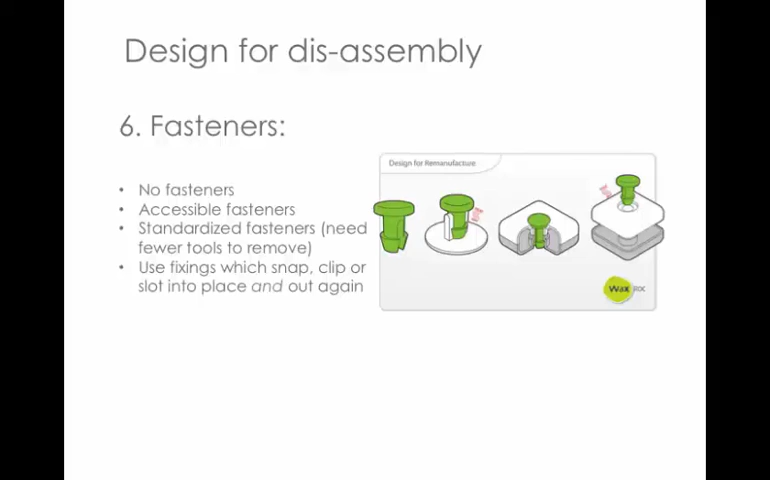 Design for dis-assembly
6. Fasteners:
• No fasteners
• Accessible fasteners
• Standardized fasteners (need
fewer tools to remove)
• Use fixings which snap, clip or
slot into place and out again
Design for Remanufacture
Wax